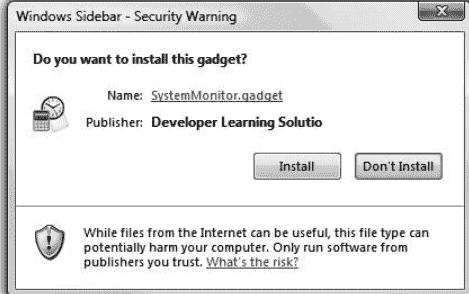 Windows Sidebar - Security Warning
Do you want to install this gadget?
Name: SystemMonitor.gadget
Publisher: Developer Learning Solutio
Install Don't Install
While files from the Internet can be useful, this file type can
potentially harm your computer. Only run software from
publishers you trust. What's the risk?